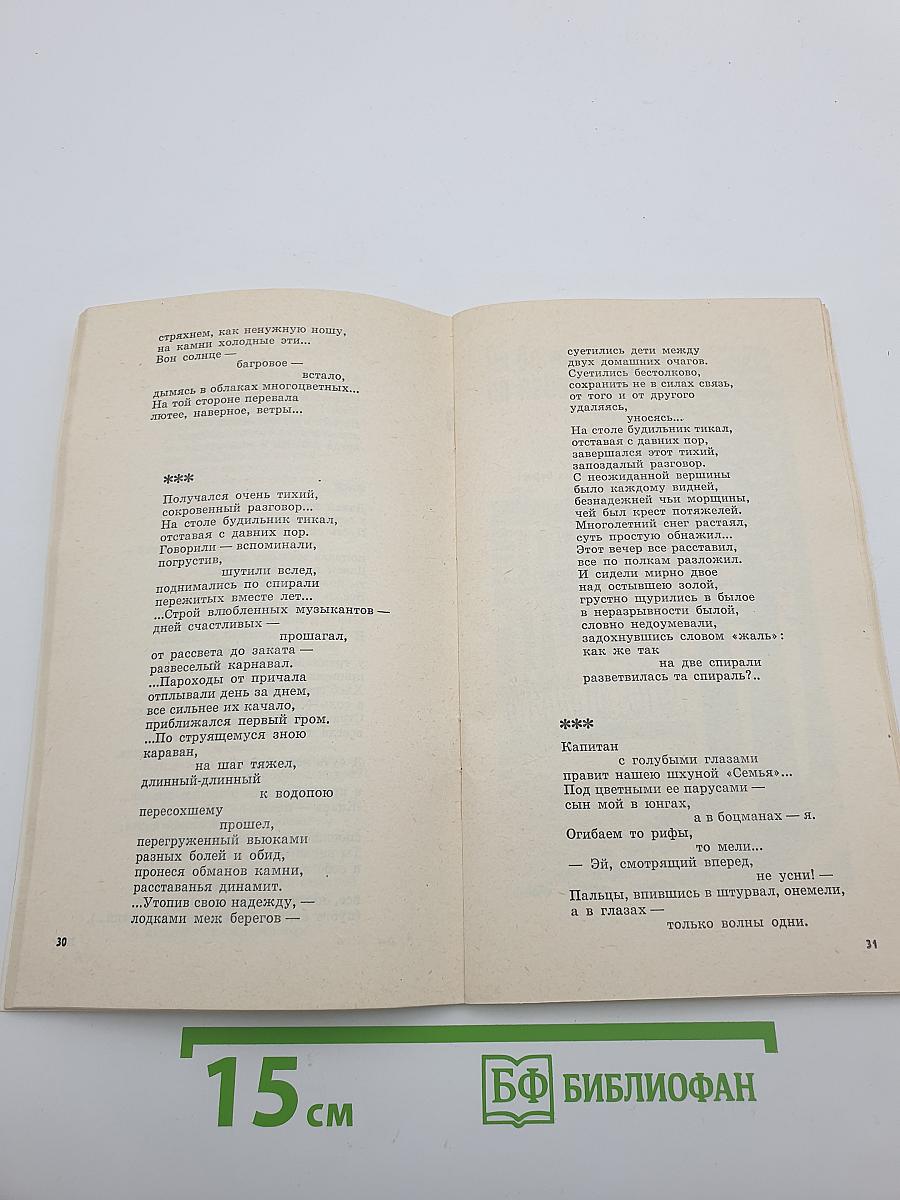 стряхнем, как ненужную ношу,
на камни холодные эти...
Вон солнце —
багровое —
встало,
дымясь в облаках многоцветных...
На той стороне перевала
лютее, наверное, ветры...
***
Получался очень тихий,
сокровенный разговор...
На столе будильник тикал,
отставая с давних пор.
Говорили — вспоминали,
погрустив,
шутили вслед,
поднимались по спирали
пережитых вместе лет...
...Строй влюбленных музыкантов —
дней счастливых —
прошагал,
от рассвета до заката —
развеселый карнавал.
...Пароходы от причала
отплывали день за днем,
все сильнее их качало,
приближался первый гром.
...По струящемуся зною
караван,
на шаг тяжел,
длинный-длинный
к водопою
пересохшему
прошел,
перегруженный вьюками
разных болей и обид,
пронеся обманов камни,
расставанья динамит.
...Утопив свою надежду, —
лодками меж берегов —
30
суетились дети между
двух домашних очагов.
Суетились бестолково,
сохранить не в силах связь,
от того и от другого
удаляясь,
уносясь...
На столе будильник тикал,
отставая с давних пор,
завершался этот тихий,
запоздалый разговор.
С неожиданной вершины
было каждому видней,
безнадежней чьи морщины,
чей был крест потяжелей.
Многолетний снег растаял,
суть простую обнажил...
Этот вечер все расставил,
все по полкам разложил.
И сидели мирно двое
над остывшею золой,
грустно щурились в былое
в неразрывности былой,
словно недоумевали,
задохнувшись словом «жаль»:
как же так
на две спирали
разветвилась та спираль?..
***
Капитан
с голубыми глазами
правит нашею шхуной «Семья»...
Под цветными ее парусами —
сын мой в юнгах,
а в боцманах — я.
Огибаем то рифы,
то мели...
— Эй, смотрящий вперед,
не усни! —
Пальцы, впившись в штурвал, онемели,
а в глазах —
только волны одни.
31
15 см
БФ БИБЛИОФАН